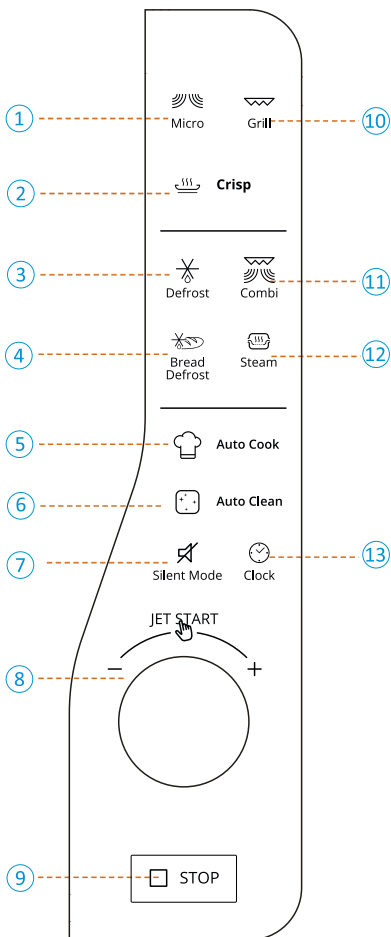 1
Micro
Grill
10
2
Crisp
3
Defrost
Combi
11
4
Bread
Defrost
Steam
12
5
Auto Cook
6
Auto Clean
7
Silent Mode
Clock
13
JET START
8
−
+
9
STOP